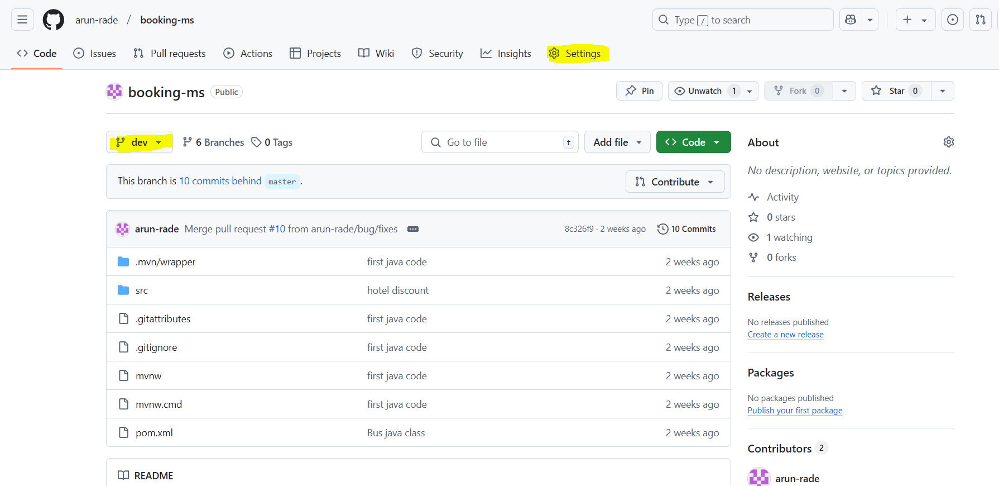 arun-rade / booking-ms
Type / to search
Code Issues Pull requests Actions Projects Wiki Security Insights Settings
booking-ms Public
Pin Unwatch 1 Fork 0 Star 0
dev 6 Branches 0 Tags
Go to file t Add file Code
This branch is 10 commits behind master .
Contribute
arun-rade Merge pull request #10 from arun-rade/bug/fixes
8c326f9 · 2 weeks ago 10 Commits
.mvn/wrapper first java code 2 weeks ago
src hotel discount 2 weeks ago
.gitattributes first java code 2 weeks ago
.gitignore first java code 2 weeks ago
mvnw first java code 2 weeks ago
mvnw.cmd first java code 2 weeks ago
pom.xml Bus java class 2 weeks ago
README
About
No description, website, or topics provided.
Activity
0 stars
1 watching
0 forks
Releases
No releases published
Create a new release
Packages
No packages published
Publish your first package
Contributors 2
arun-rade